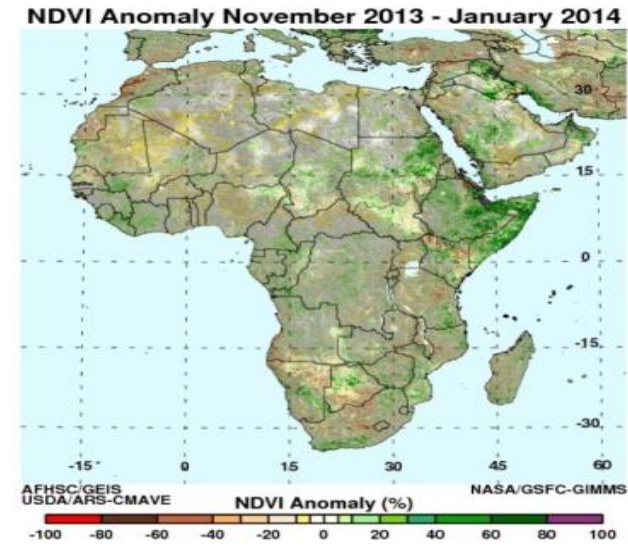 NDVI Anomaly November 2013 - January 2014
30
15
0
-15
-30
-15 0 15 30 45 60
AFHSC/GEIS
USDA/ARS-CMAVE
NASA/GSFC-GIMMS
NDVI Anomaly (%)
-100 -80 -60 -40 -20 0 20 40 60 80 100